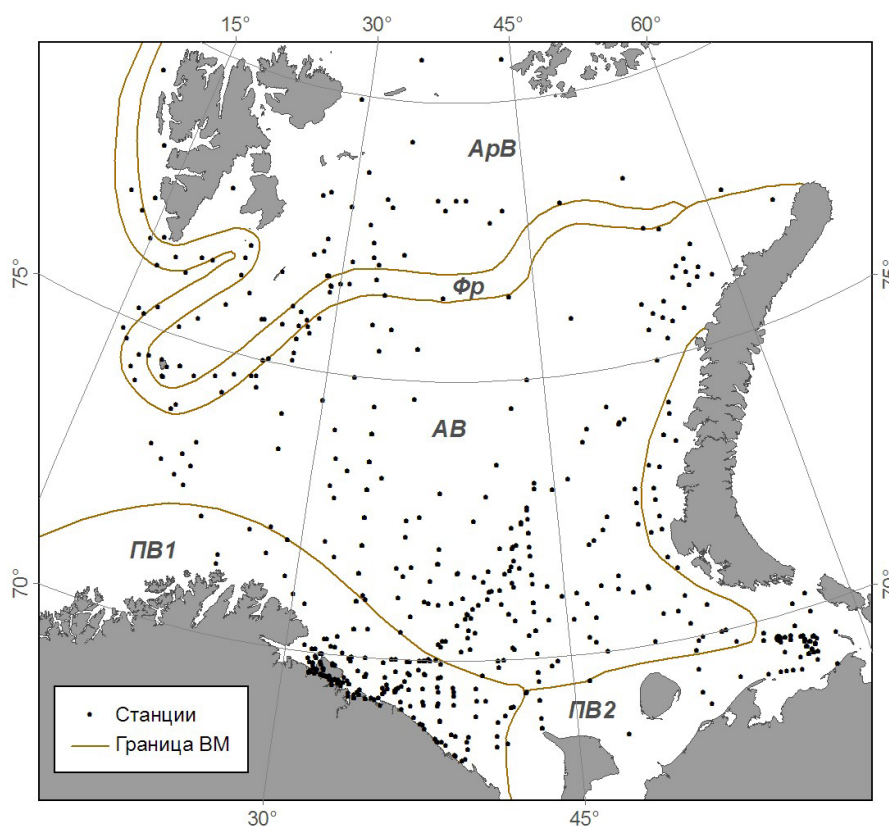 15° 30° 45° 60°
АрВ
75° 75°
Фр
АВ
ПВ1
70° 70°
ПВ2
Станции
Граница ВМ
30° 45°